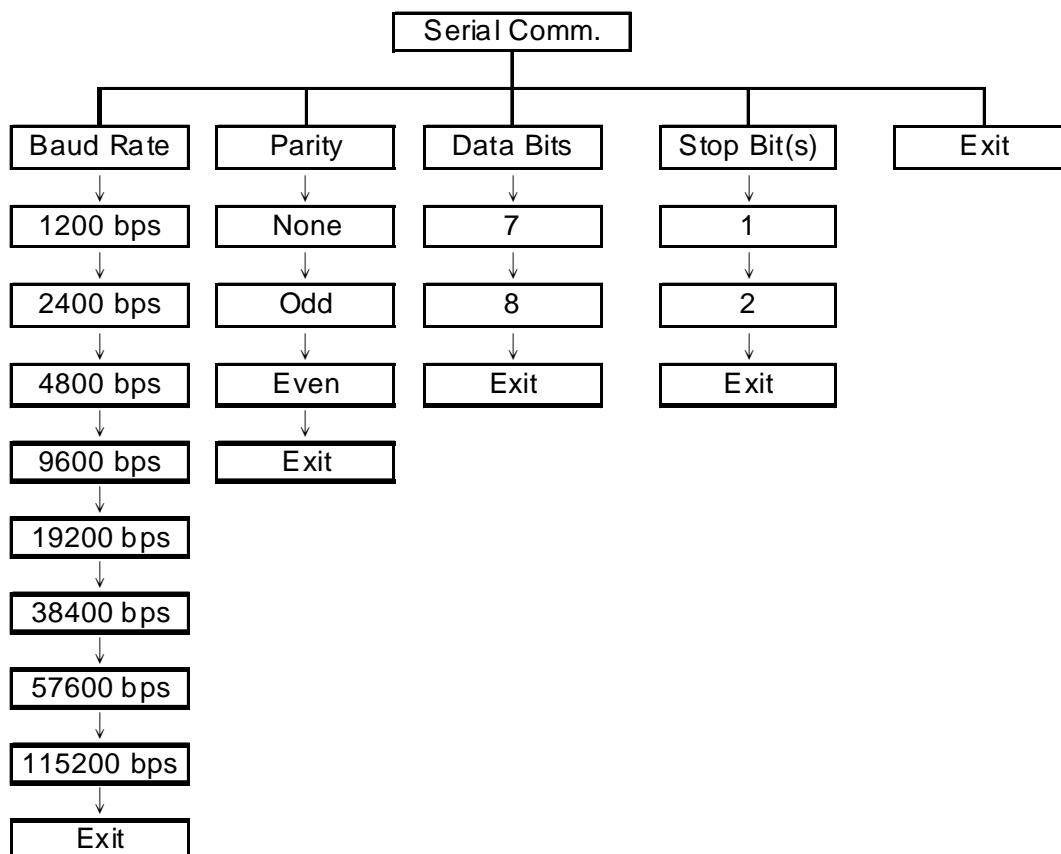 Serial Comm.
Baud Rate
Parity
Data Bits
Stop Bit(s)
Exit
1200 bps
None
7
1
2400 bps
Odd
8
2
4800 bps
Even
Exit
Exit
9600 bps
Exit
19200 bps
38400 bps
57600 bps
115200 bps
Exit